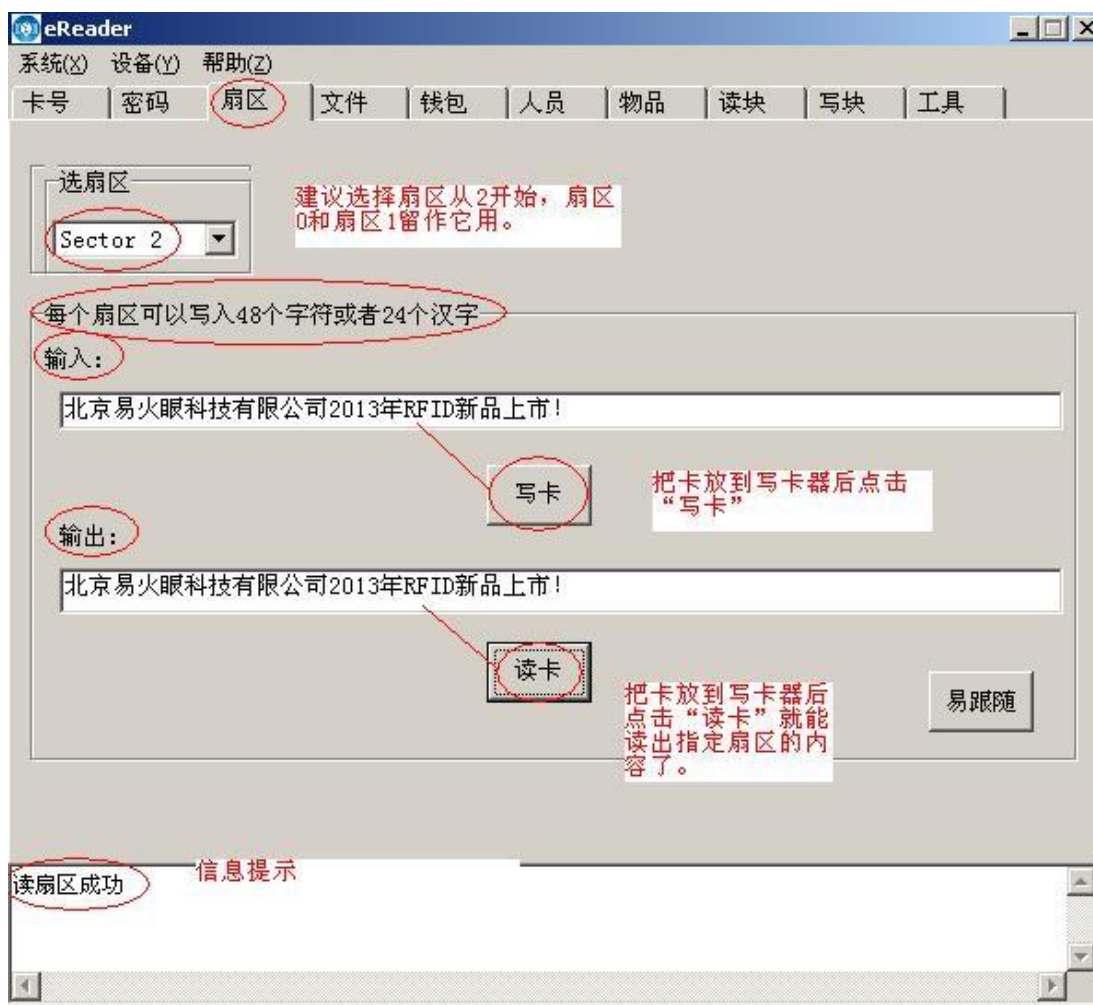 eReader
系统(X) 设备(Y) 帮助(Z)
卡号 密码 扇区 文件 钱包 人员 物品 读块 写块 工具
选扇区
Sector 2
建议选择扇区从2开始，扇区
0和扇区1留作它用。
每个扇区可以写入48个字符或者24个汉字
输入：
北京易火眼科技有限公司2013年RFID新品上市！
写卡
把卡放到写卡器后点击
“写卡”
输出：
北京易火眼科技有限公司2013年RFID新品上市！
读卡
把卡放到写卡器后
点击“读卡”就能
读出指定扇区的内
容了。
易跟随
信息提示
读扇区成功